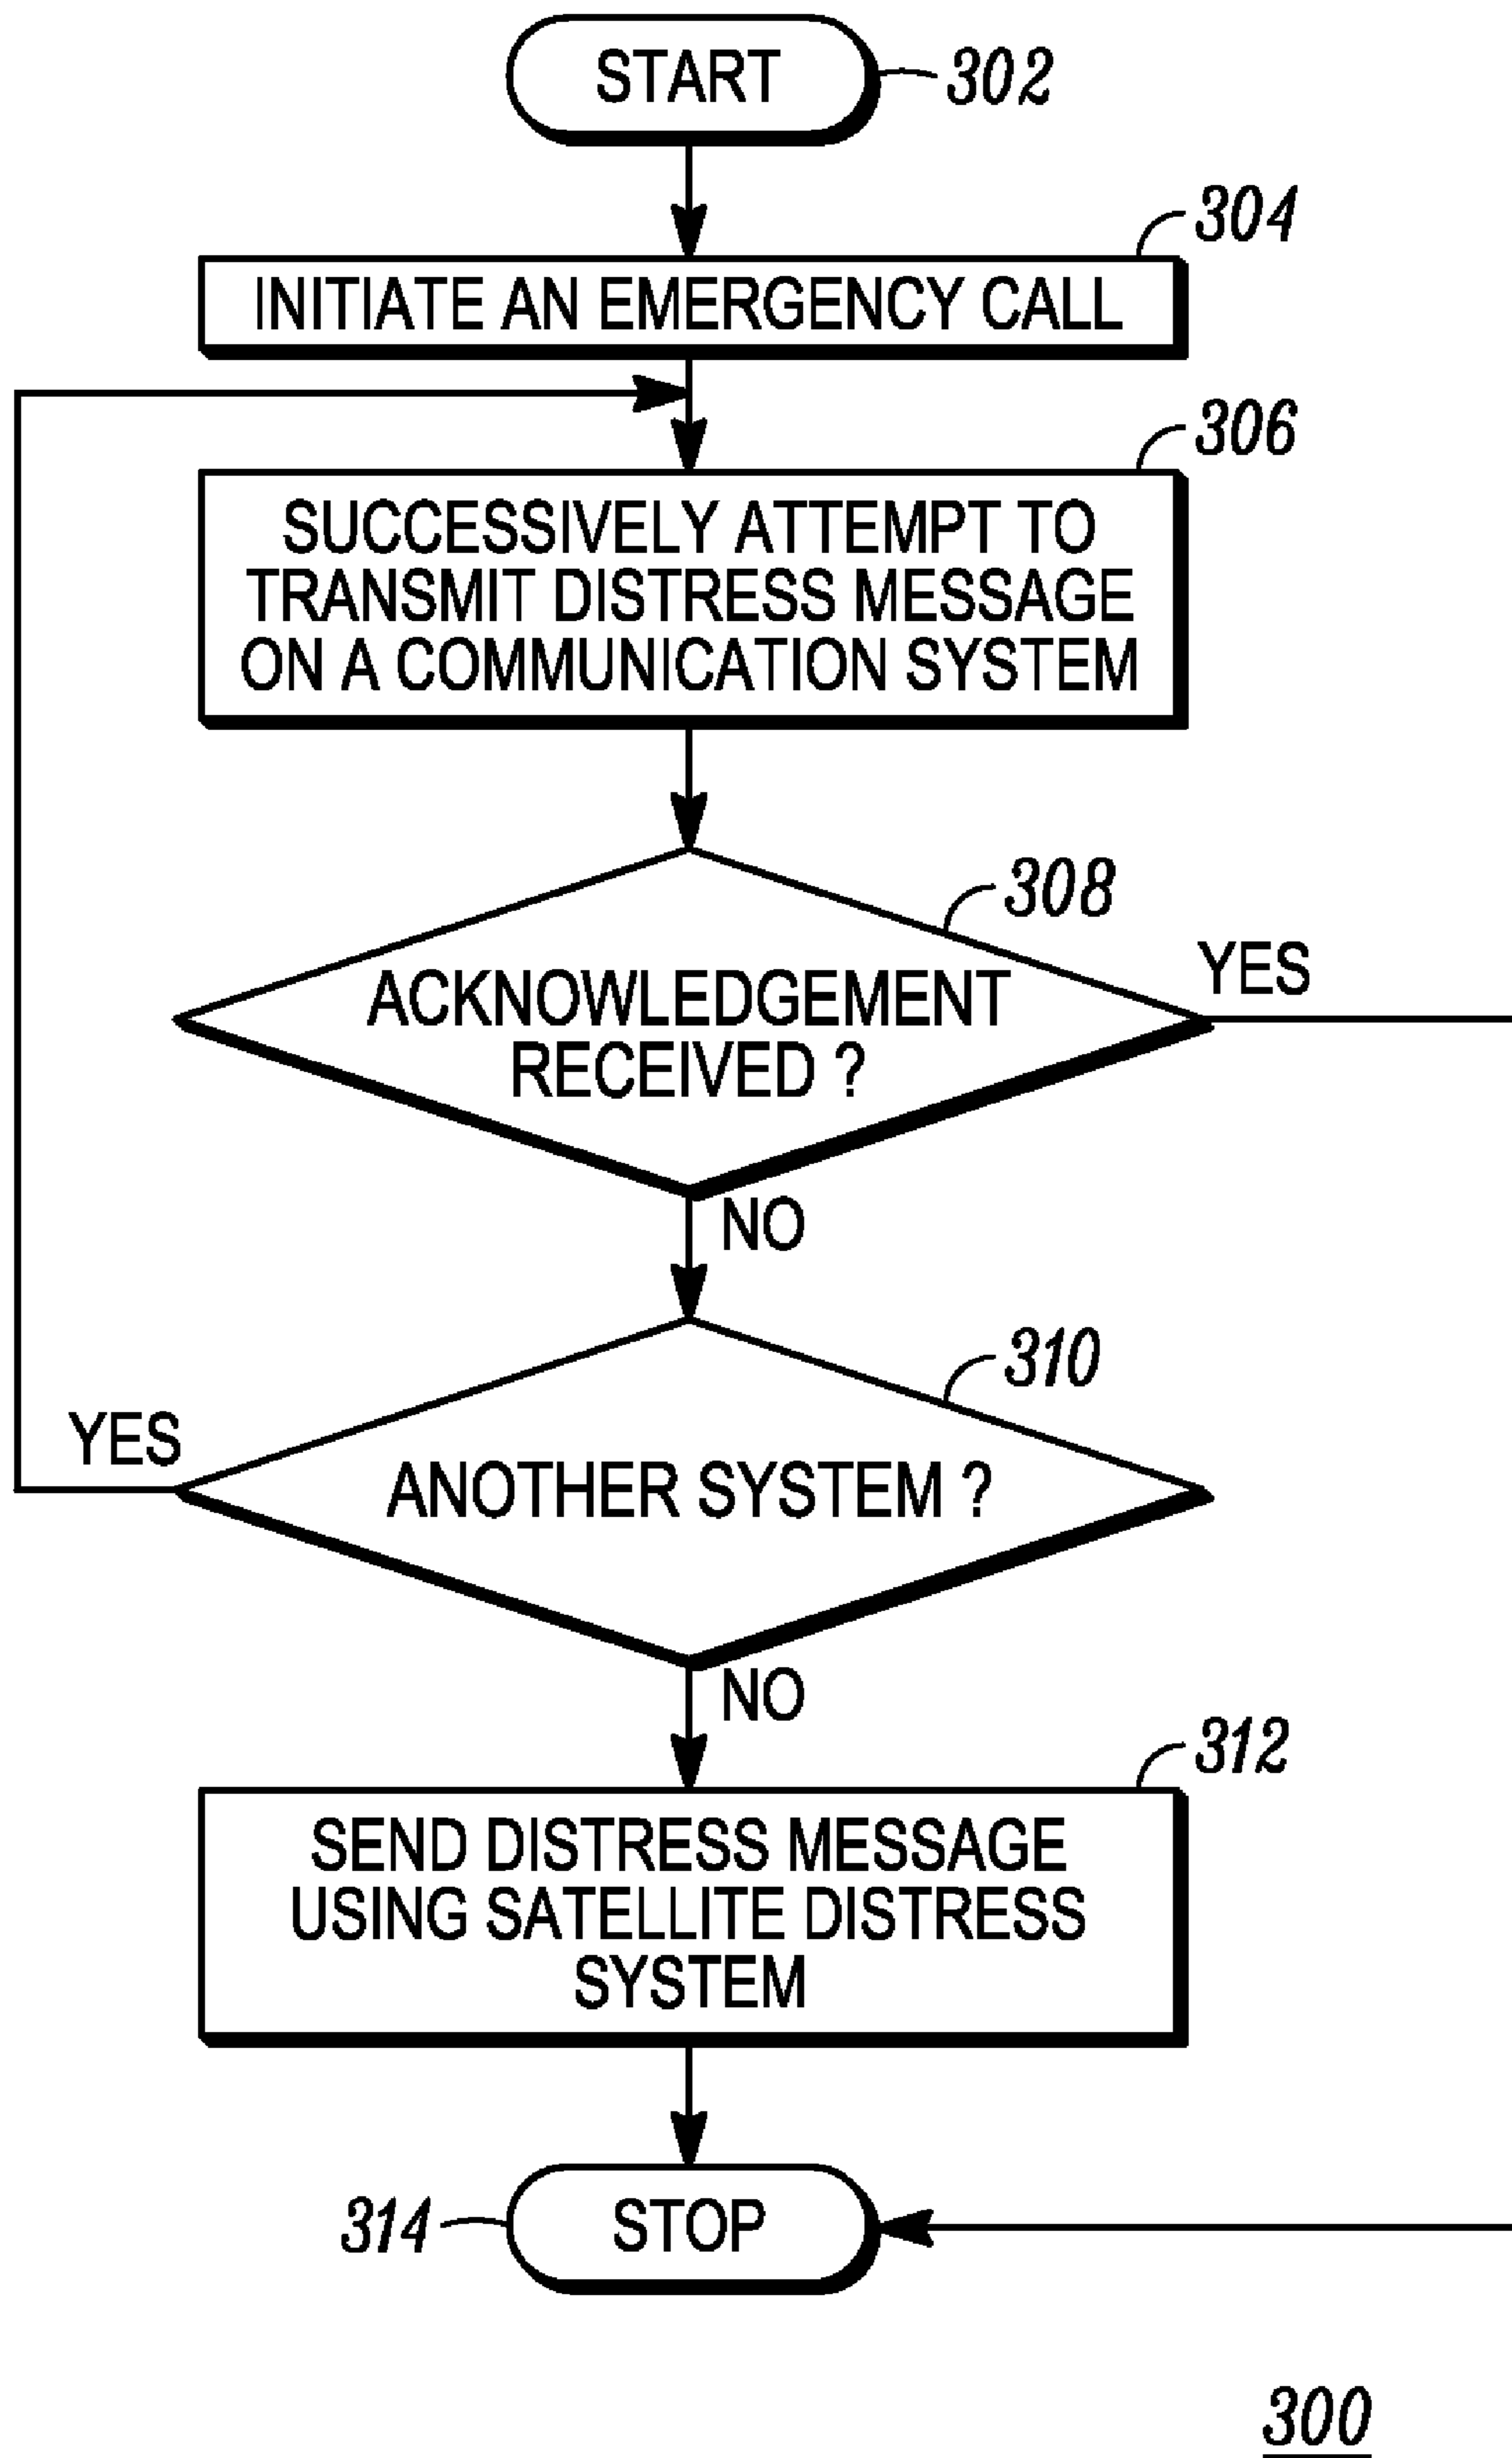 START
302
304
INITIATE AN EMERGENCY CALL
306
SUCCESSIVELY ATTEMPT TO
TRANSMIT DISTRESS MESSAGE
ON A COMMUNICATION SYSTEM
308
YES
ACKNOWLEDGEMENT
RECEIVED ?
NO
310
YES
ANOTHER SYSTEM ?
NO
312
SEND DISTRESS MESSAGE
USING SATELLITE DISTRESS
SYSTEM
314
STOP
300